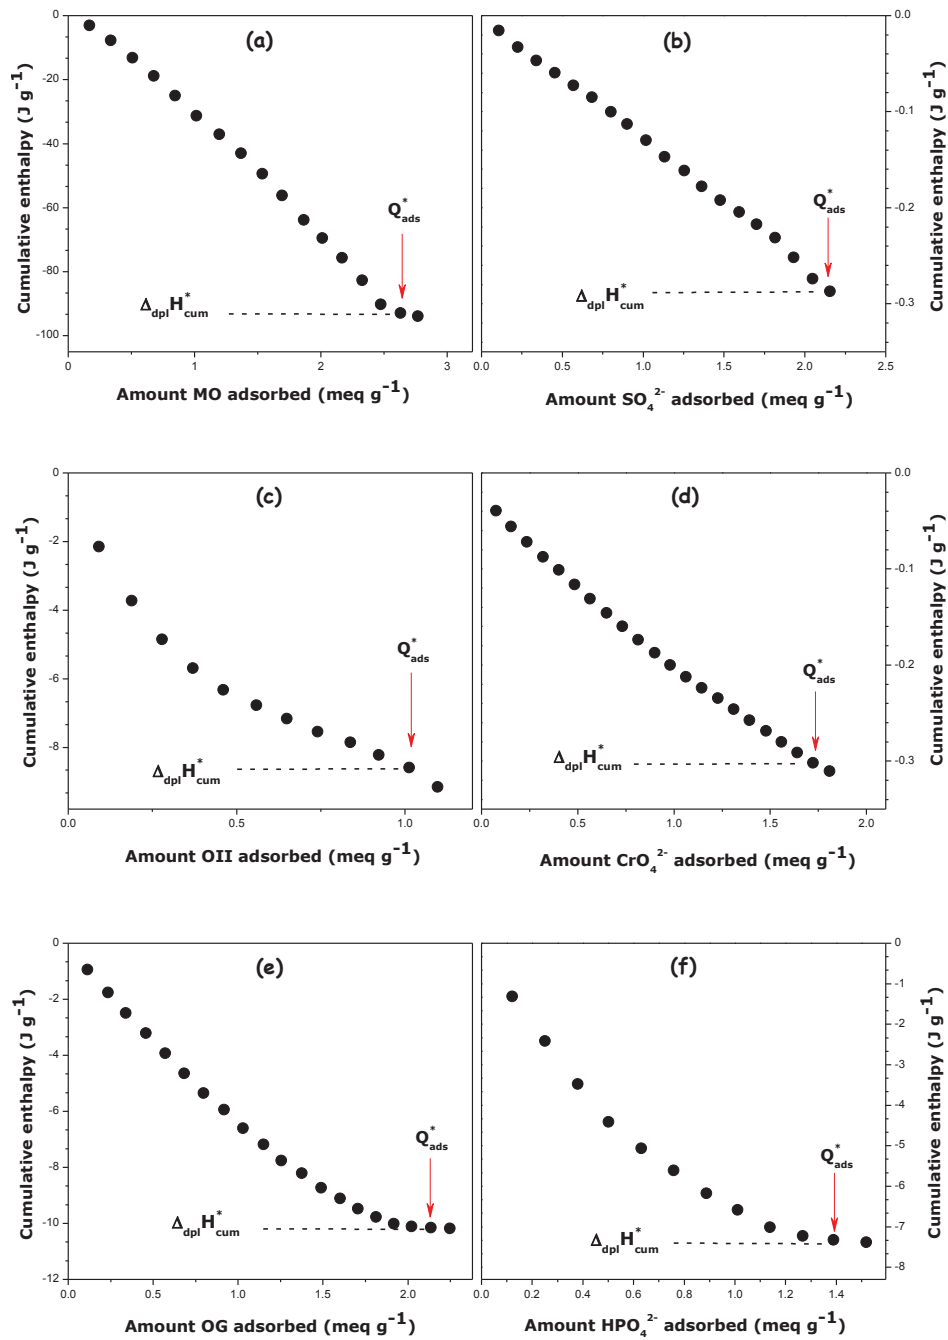 (a)
Cumulative enthalpy (J g⁻¹)
0
-20
-40
-60
-80
-100
Q*ads
ΔdplH*cum
0 1 2 3
Amount MO adsorbed (meq g⁻¹)
(b)
Cumulative enthalpy (J g⁻¹)
0.0
-0.1
-0.2
-0.3
Q*ads
ΔdplH*cum
0.0 0.5 1.0 1.5 2.0 2.5
Amount SO₄²⁻ adsorbed (meq g⁻¹)
(c)
Cumulative enthalpy (J g⁻¹)
0
-2
-4
-6
-8
Q*ads
ΔdplH*cum
0.0 0.5 1.0
Amount OII adsorbed (meq g⁻¹)
(d)
Cumulative enthalpy (J g⁻¹)
0.0
-0.1
-0.2
-0.3
Q*ads
ΔdplH*cum
0.0 0.5 1.0 1.5 2.0
Amount CrO₄²⁻ adsorbed (meq g⁻¹)
(e)
Cumulative enthalpy (J g⁻¹)
0
-2
-4
-6
-8
-10
-12
Q*ads
ΔdplH*cum
0.0 0.5 1.0 1.5 2.0
Amount OG adsorbed (meq g⁻¹)
(f)
Cumulative enthalpy (J g⁻¹)
0
-1
-2
-3
-4
-5
-6
-7
-8
Q*ads
ΔdplH*cum
0.0 0.2 0.4 0.6 0.8 1.0 1.2 1.4
Amount HPO₄²⁻ adsorbed (meq g⁻¹)